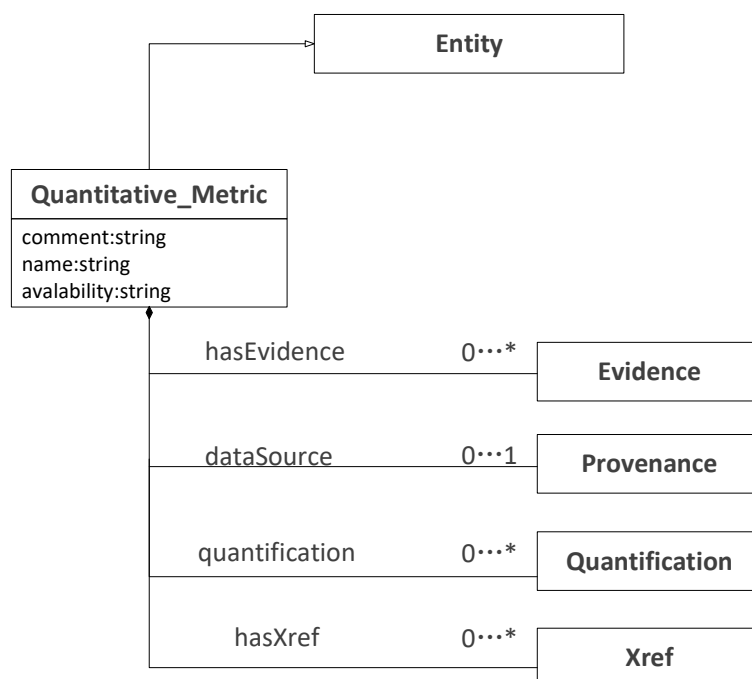 Entity
Quantitative_Metric
comment:string
name:string
avalability:string
hasEvidence 0···*
Evidence
dataSource 0···1
Provenance
quantification 0···*
Quantification
hasXref 0···*
Xref